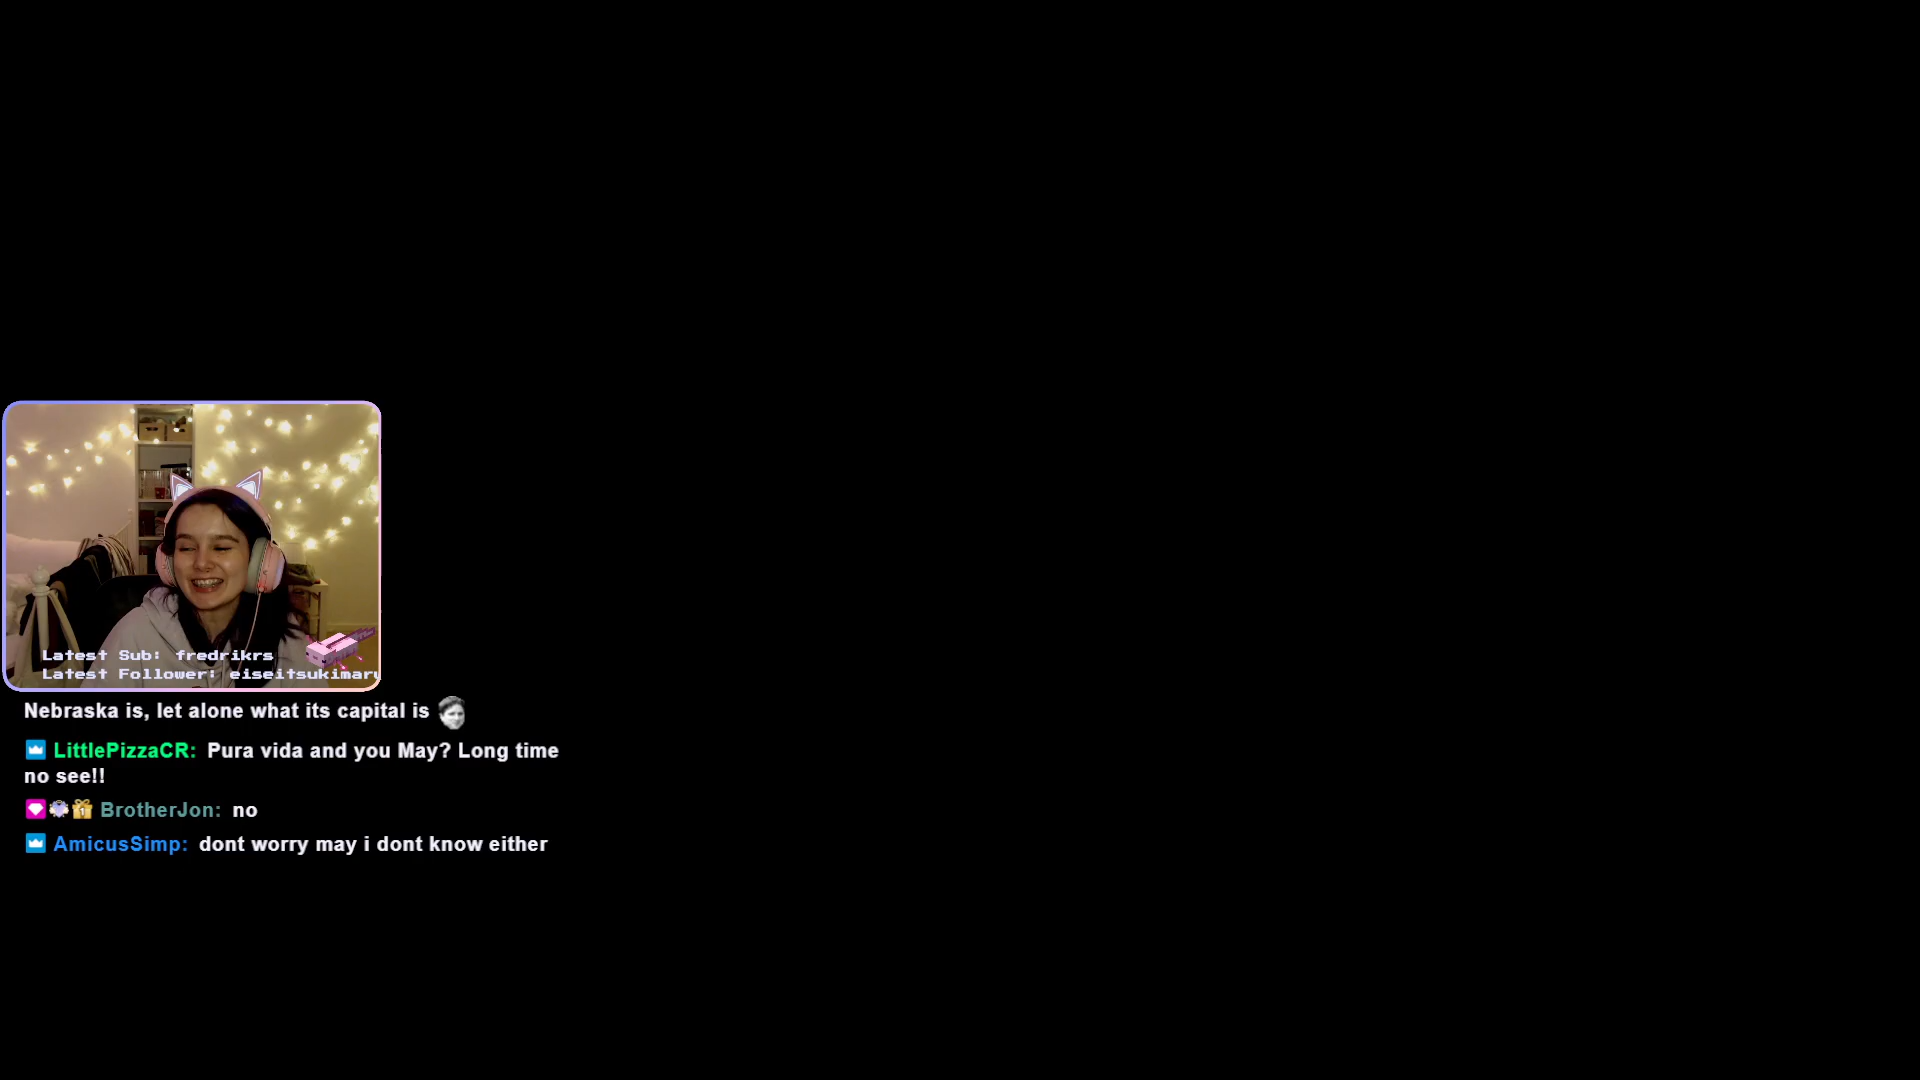 Latest Sub: fredrikrs
Latest Follower: eiseitsukimaru
Nebraska is, let alone what its capital is
LittlePizzaCR: Pura vida and you May? Long time
no see!!
1 BrotherJon: no
AmicusSimp: dont worry may i dont know either